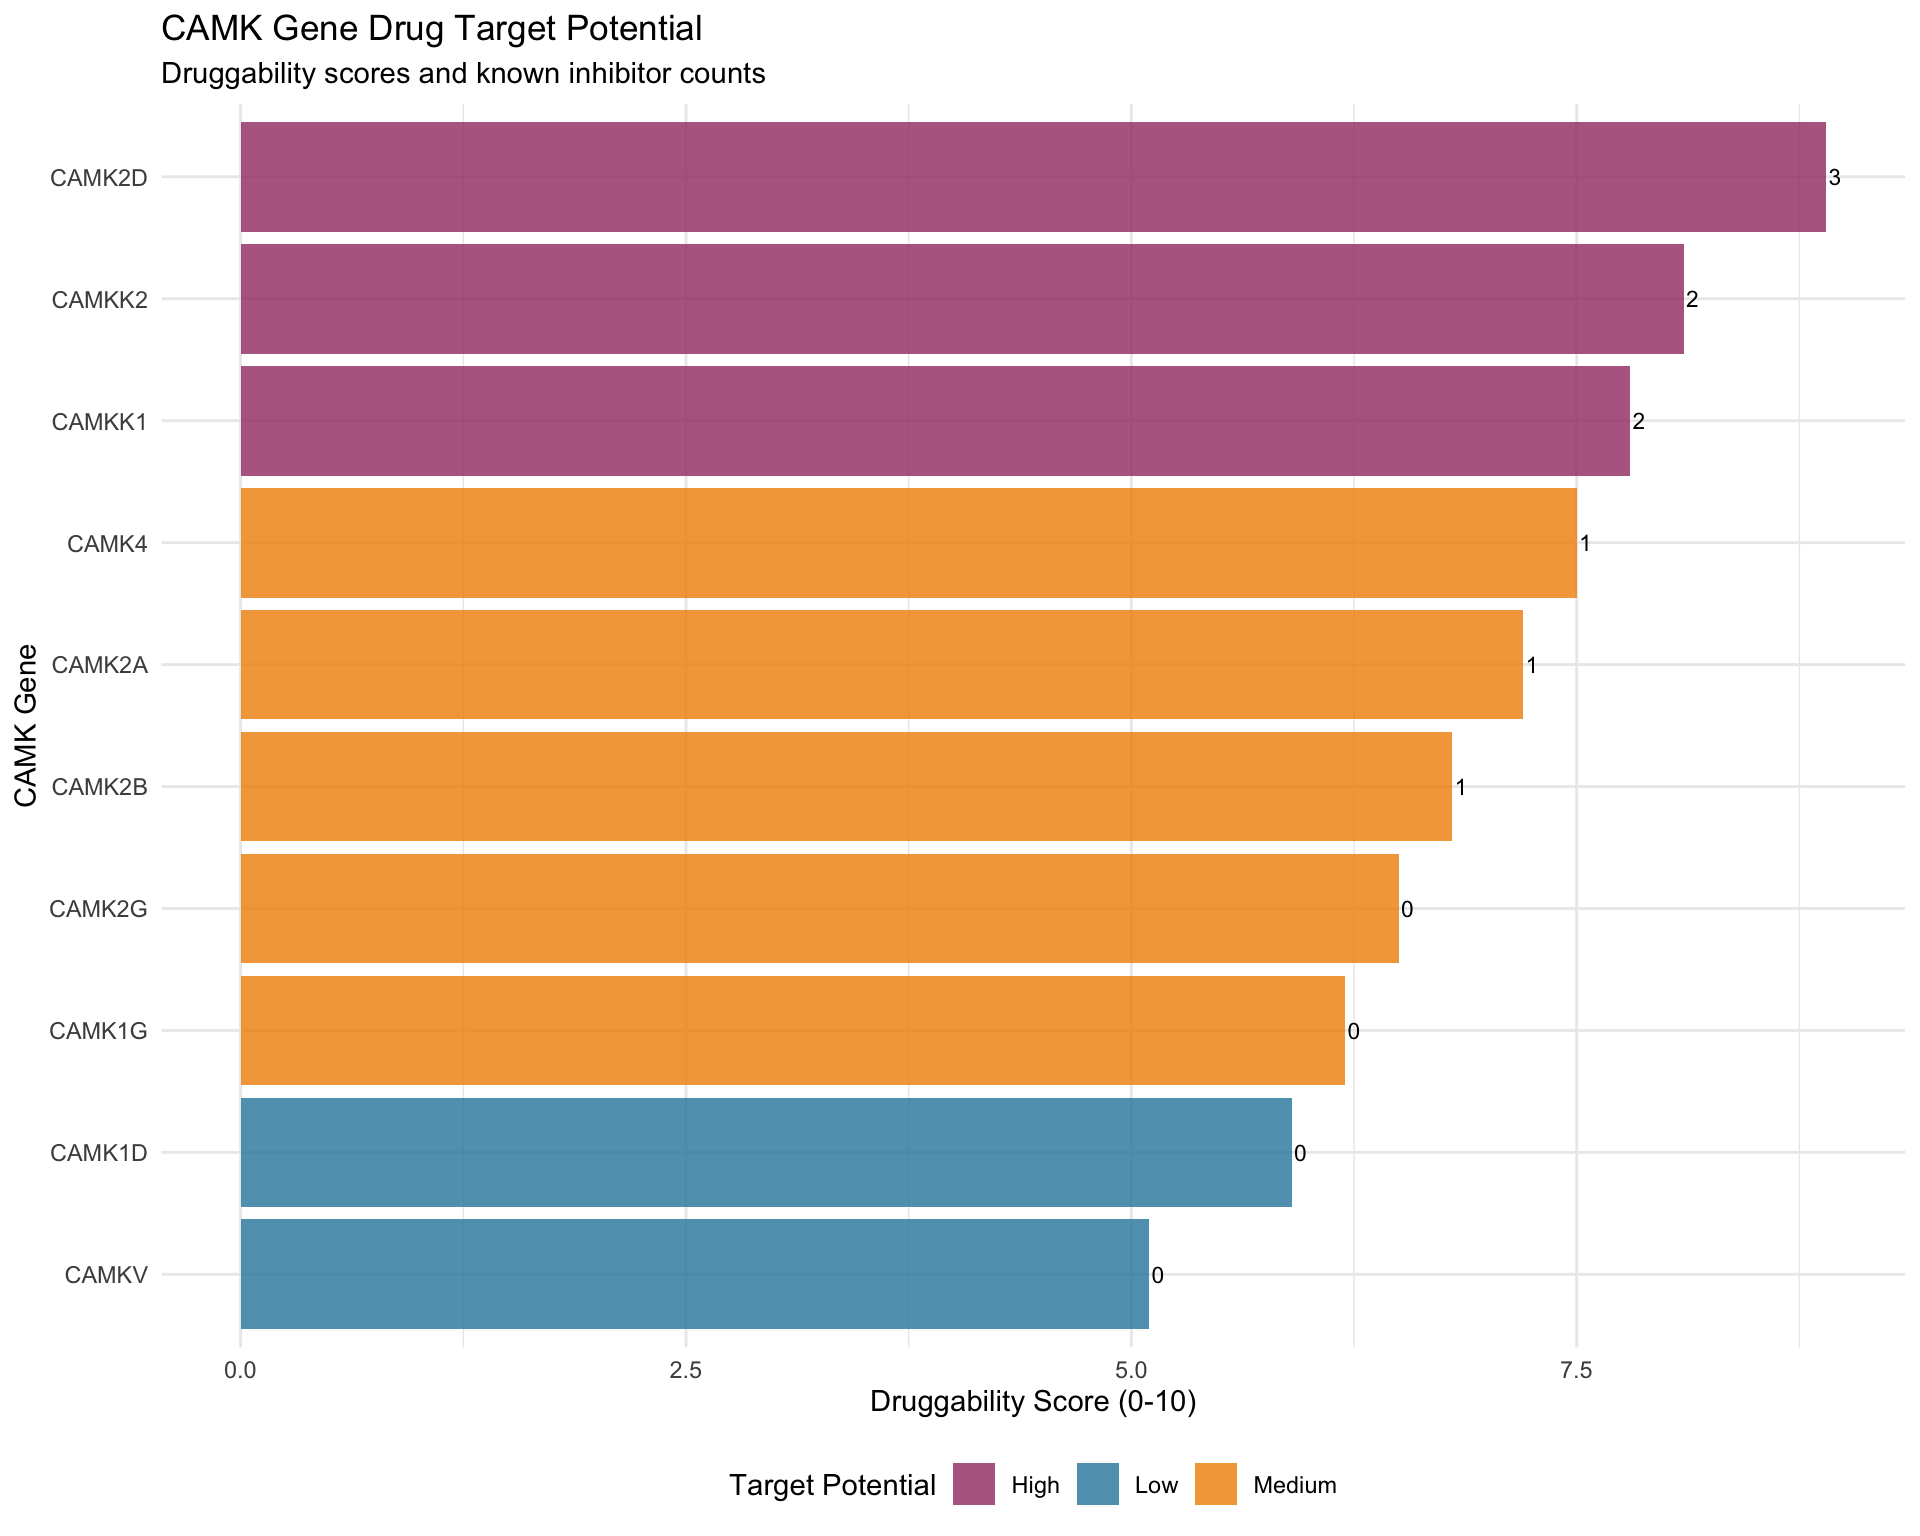 CAMK Gene Drug Target Potential
Druggability scores and known inhibitor counts
CAMK Gene
CAMK2D 3
CAMKK2 2
CAMKK1 2
CAMK4 1
CAMK2A 1
CAMK2B 1
CAMK2G 0
CAMK1G 0
CAMK1D 0
CAMKV 0
0.0 2.5 5.0 7.5
Druggability Score (0-10)
Target Potential High Low Medium